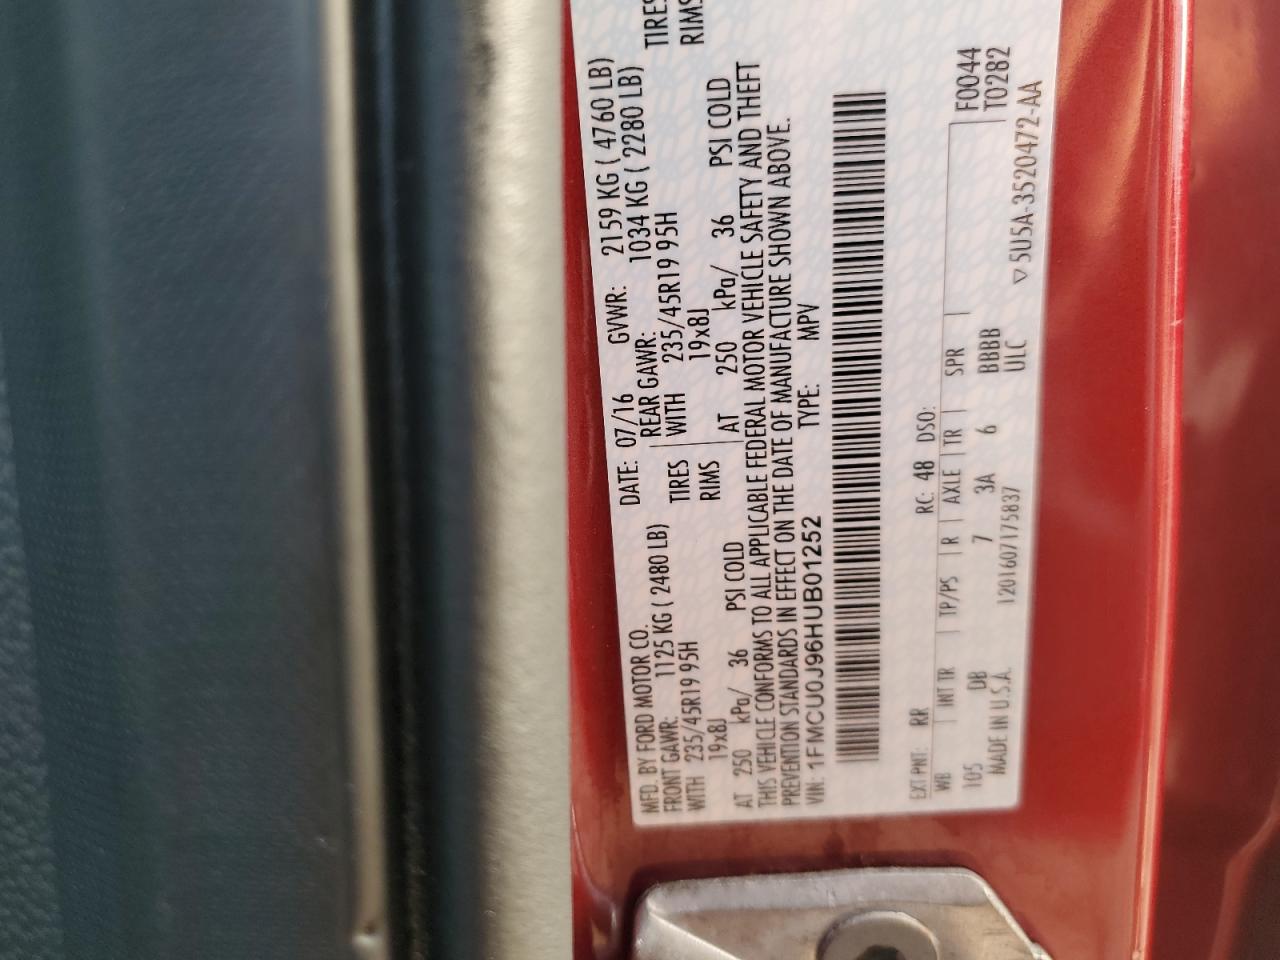 MFD. BY FORD MOTOR CO.
DATE: 07/16 GVWR: 2159 KG ( 4760 LB)
FRONT GAWR: 1125 KG ( 2480 LB) REAR GAWR: 1034 KG ( 2280 LB)
WITH 235/45R19 95H TIRES WITH 235/45R19 95H TIRES
19x8J RIMS 19x8J RIMS
AT 250 kPa/ 36 PSI COLD AT 250 kPa/ 36 PSI COLD
THIS VEHICLE CONFORMS TO ALL APPLICABLE FEDERAL MOTOR VEHICLE SAFETY AND THEFT
PREVENTION STANDARDS IN EFFECT ON THE DATE OF MANUFACTURE SHOWN ABOVE.
VIN: 1FMCU0J96HUB01252 TYPE: MPV
EXT PNT: RR RC: 48 DSO: F0044
WB INT TR TP/PS R AXLE TR SPR T0282
105 DB 7 3A 6 BBBB
ULC
MADE IN U.S.A. 1201607175837 ▽5U5A-3520472-AA